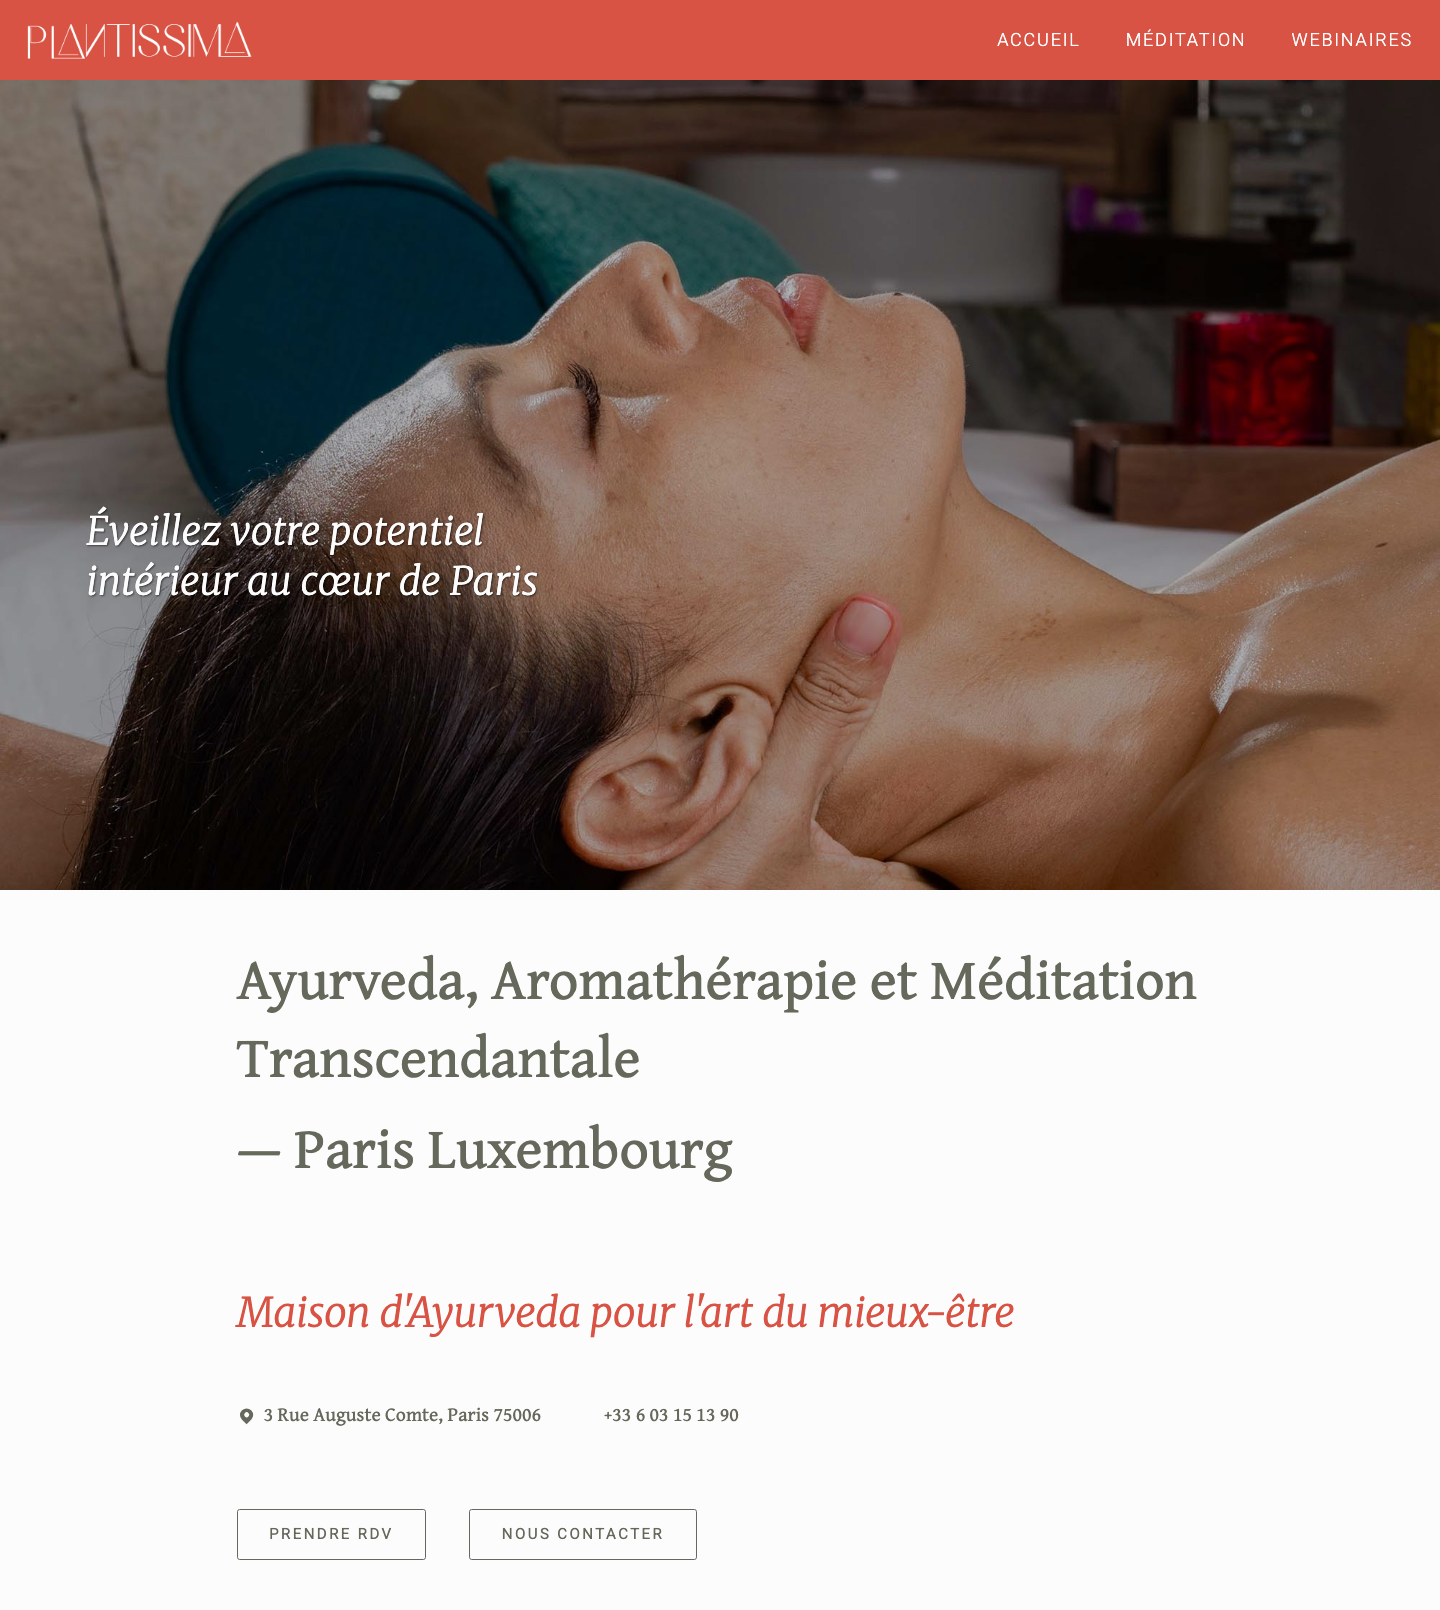 PLANTISSIMA
ACCUEIL
MÉDITATION
WEBINAIRES
Éveillez votre potentiel
intérieur au cœur de Paris
Ayurveda, Aromathérapie et Méditation
Transcendantale
— Paris Luxembourg
Maison d'Ayurveda pour l'art du mieux-être
3 Rue Auguste Comte, Paris 75006
+33 6 03 15 13 90
PRENDRE RDV
NOUS CONTACTER